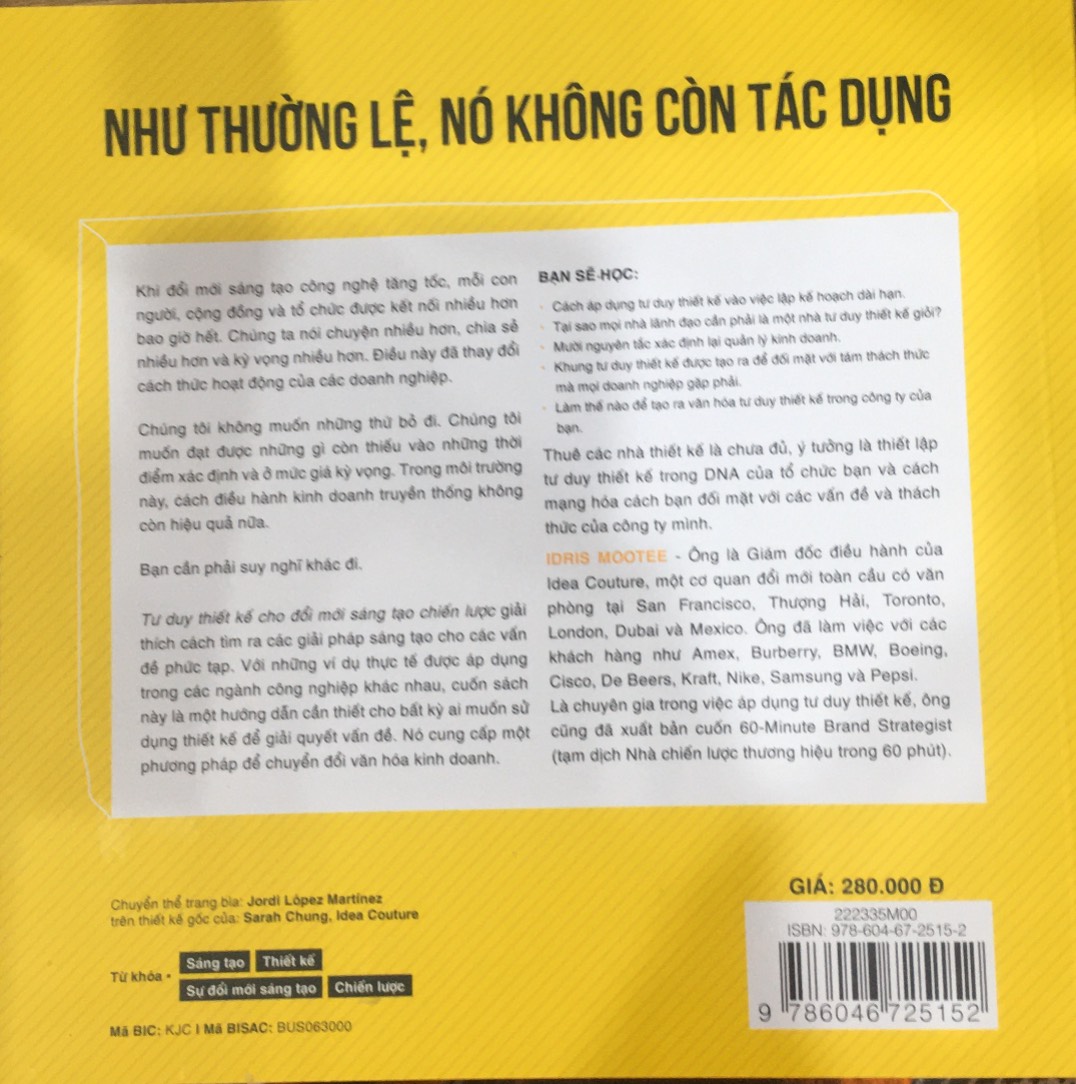 NHƯ THƯỜNG LỆ, NÓ KHÔNG CÒN TÁC DỤNG
Khi đổi mới sáng tạo công nghệ tăng tốc, mỗi con
người, cộng đồng và tổ chức được kết nối nhiều hơn
bao giờ hết. Chúng ta nói chuyện nhiều hơn, chia sẻ
nhiều hơn và kỳ vọng nhiều hơn. Điều này đã thay đổi
cách thức hoạt động của các doanh nghiệp.
Chúng tôi không muốn những thứ bỏ đi. Chúng tôi
muốn đạt được những gì còn thiếu vào những thời
điểm xác định và ở mức giá kỳ vọng. Trong môi trường
này, cách điều hành kinh doanh truyền thống không
còn hiệu quả nữa.
Bạn cần phải suy nghĩ khác đi.
Tư duy thiết kế cho đổi mới sáng tạo chiến lược giải
thích cách tìm ra các giải pháp sáng tạo cho các vấn
đề phức tạp. Với những ví dụ thực tế được áp dụng
trong các ngành công nghiệp khác nhau, cuốn sách
này là một hướng dẫn cần thiết cho bất kỳ ai muốn sử
dụng thiết kế để giải quyết vấn đề. Nó cung cấp một
phương pháp để chuyển đổi văn hóa kinh doanh.
BẠN SẼ HỌC:
· Cách áp dụng tư duy thiết kế vào việc lập kế hoạch dài hạn.
· Tại sao mọi nhà lãnh đạo cần phải là một nhà tư duy thiết kế giỏi?
· Mười nguyên tắc xác định lại quản lý kinh doanh.
· Khung tư duy thiết kế được tạo ra để đối mặt với tám thách thức
mà mọi doanh nghiệp gặp phải.
· Làm thế nào để tạo ra văn hóa tư duy thiết kế trong công ty của
bạn.
Thuê các nhà thiết kế là chưa đủ, ý tưởng là thiết lập
tư duy thiết kế trong DNA của tổ chức bạn và cách
mạng hóa cách bạn đối mặt với các vấn đề và thách
thức của công ty mình.
IDRIS MOOTEE - Ông là Giám đốc điều hành của
Idea Couture, một cơ quan đổi mới toàn cầu có văn
phòng tại San Francisco, Thượng Hải, Toronto,
London, Dubai và Mexico. Ông đã làm việc với các
khách hàng như Amex, Burberry, BMW, Boeing,
Cisco, De Beers, Kraft, Nike, Samsung và Pepsi.
Là chuyên gia trong việc áp dụng tư duy thiết kế, ông
cũng đã xuất bản cuốn 60-Minute Brand Strategist
(tạm dịch Nhà chiến lược thương hiệu trong 60 phút).
Chuyển thể trang bìa: Jordi López Martínez
trên thiết kế gốc của: Sarah Chung, Idea Couture
Từ khóa •
Sáng tạo Thiết kế
Sự đổi mới sáng tạo Chiến lược
Mã BIC: KJC I Mã BISAC: BUS063000
GIÁ: 280.000 Đ
222335M00
ISBN: 978-604-67-2515-2
9 786046 725152